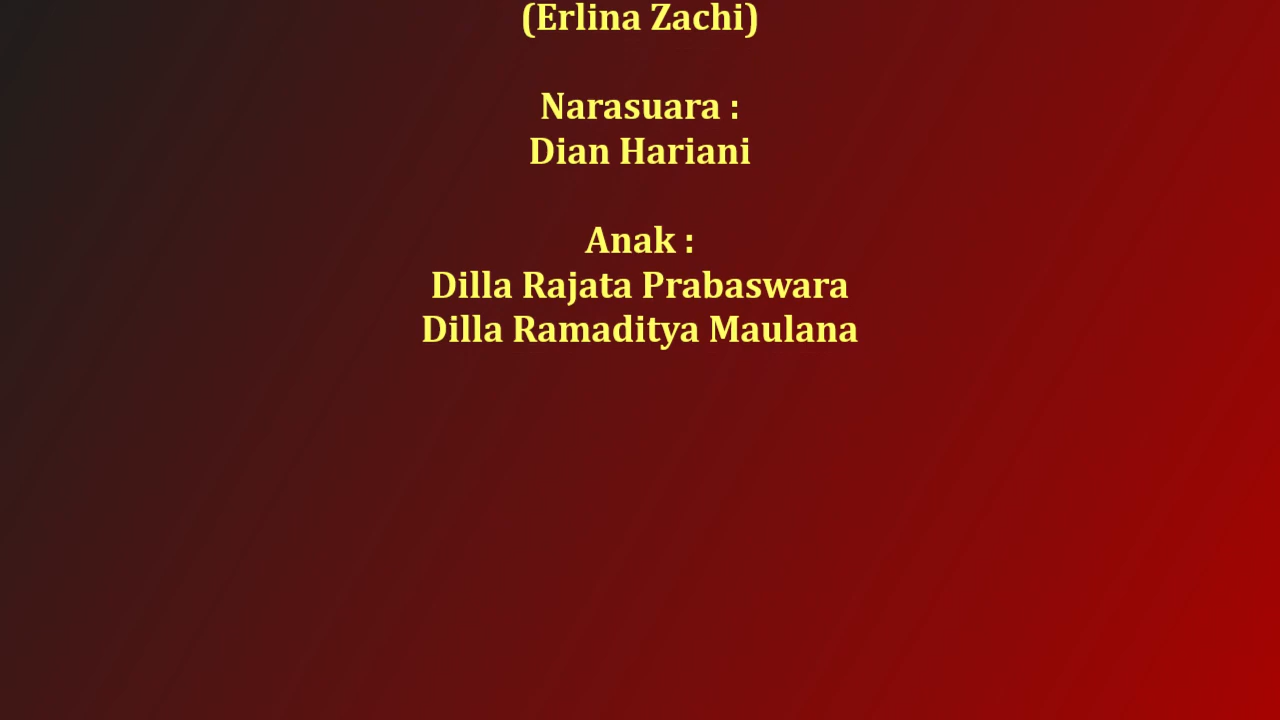 (Erlina Zachi)
Narasuara :
Dian Hariani
Anak :
Dilla Rajata Prabaswara
Dilla Ramaditya Maulana